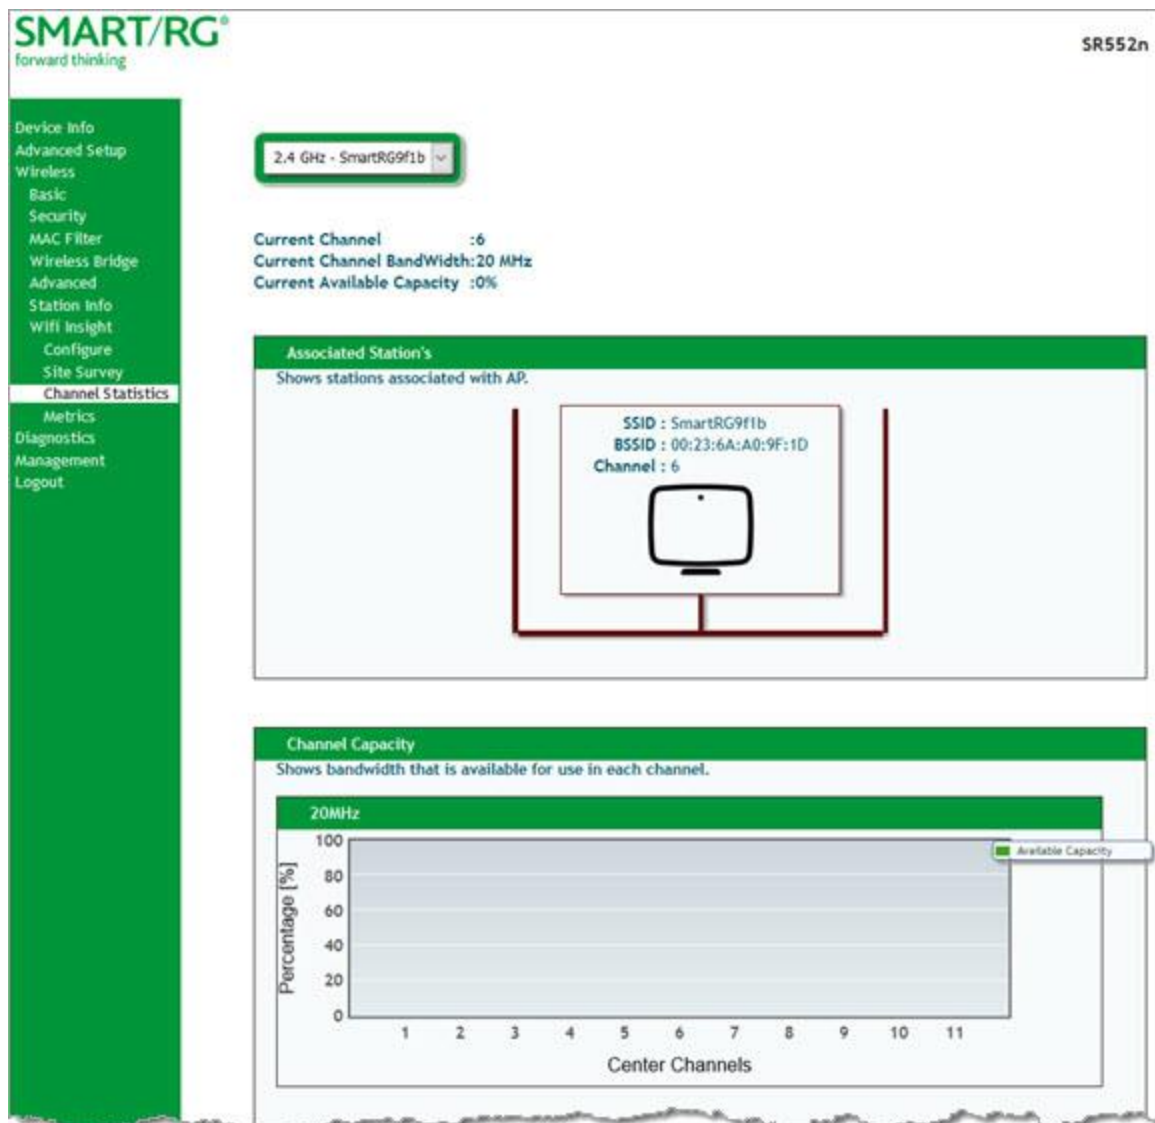 SMART/RG®
forward thinking
SR552n
Device Info
Advanced Setup
Wireless
Basic
Security
MAC Filter
Wireless Bridge
Advanced
Station Info
Wifi Insight
Configure
Site Survey
Channel Statistics
Metrics
Diagnostics
Management
Logout
2.4 GHz - SmartRG9f1b
Current Channel :6
Current Channel BandWidth:20 MHz
Current Available Capacity :0%
Associated Station's
Shows stations associated with AP.
SSID : SmartRG9f1b
BSSID : 00:23:6A:A0:9F:1D
Channel : 6
Channel Capacity
Shows bandwidth that is available for use in each channel.
20MHz
Available Capacity
Percentage [%]
100
80
60
40
20
0
1 2 3 4 5 6 7 8 9 10 11
Center Channels